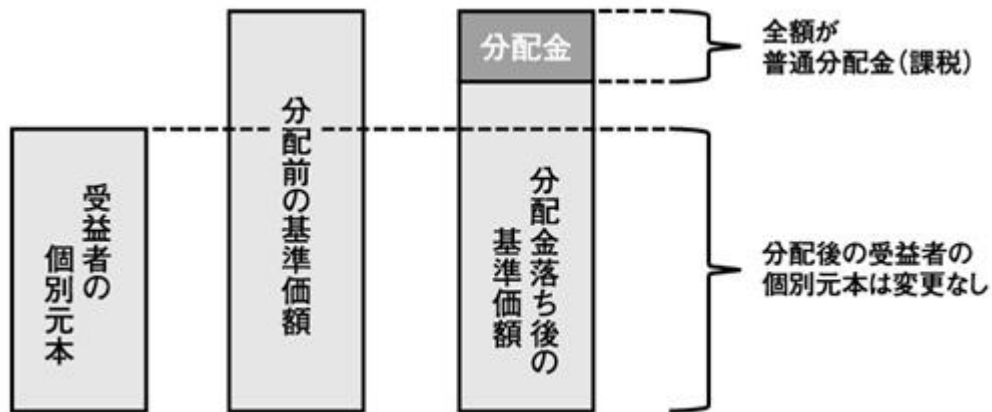 受益者の
個別元本
分配前の基準価額
分配金
分配金落ち後の
基準価額
全額が
普通分配金(課税)
分配後の受益者の
個別元本は変更なし